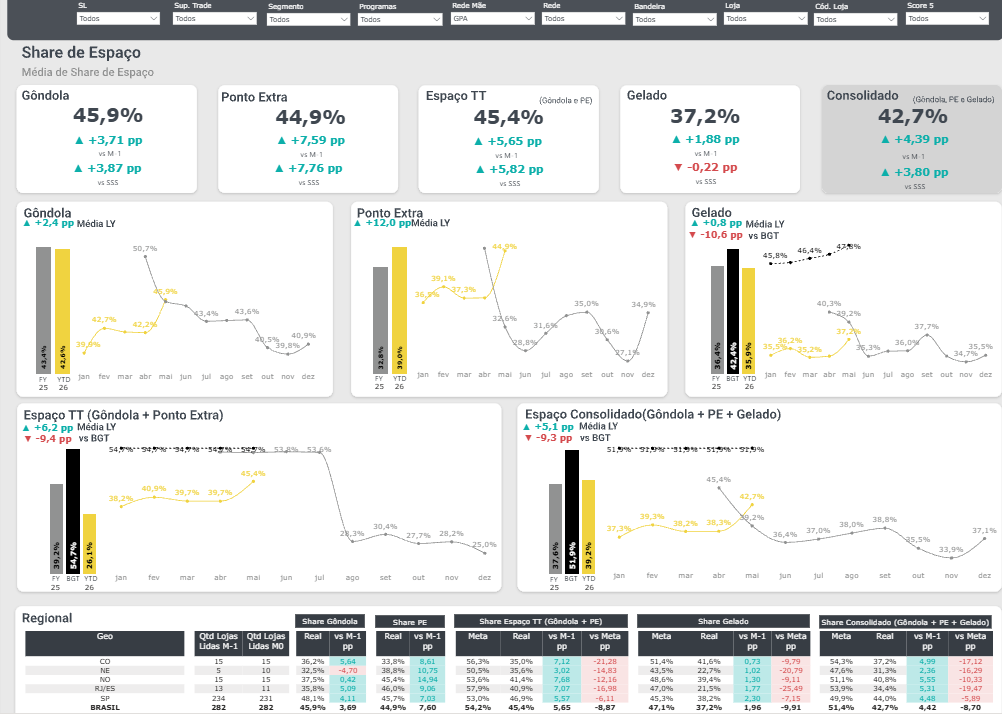 SL Sup. Trade Segmento Programas Rede Mãe Rede Bandeira Loja Cód. Loja Score 5
Todos Todos Todos Todos GPA Todos Todos Todos Todos Todos
Share de Espaço
Média de Share de Espaço
Gôndola
45,9%
▲ +3,71 pp
vs M-1
▲ +3,87 pp
vs SSS
Ponto Extra
44,9%
▲ +7,59 pp
vs M-1
▲ +7,76 pp
vs SSS
Espaço TT (Gôndola e PE)
45,4%
▲ +5,65 pp
vs M-1
▲ +5,82 pp
vs SSS
Gelado
37,2%
▲ +1,88 pp
vs M-1
▼ -0,22 pp
vs SSS
Consolidado (Gôndola, PE e Gelado)
42,7%
▲ +4,39 pp
vs M-1
▲ +3,80 pp
vs SSS
Gôndola
▲ +2,4 pp Média LY
50,7%
45,9%
43,4% 43,6%
42,7% 42,2%
40,5% 39,8% 40,9%
39,9%
43,4% 42,6%
FY 25 YTD 26
jan fev mar abr mai jun jul ago set out nov dez
Ponto Extra
▲ +12,0 pp Média LY
44,9%
36,9% 39,1% 37,3%
32,6% 28,8% 31,6% 35,0% 30,6% 27,1% 34,9%
32,8% 39,0%
FY 25 YTD 26
jan fev mar abr mai jun jul ago set out nov dez
Gelado
▲ +0,8 pp Média LY
▼ -10,6 pp vs BGT
45,8% 46,4% 47,8%
40,3% 39,2% 35,3% 36,0% 37,7% 34,7% 35,5%
35,5% 36,2% 35,2% 37,2%
36,4% 42,4% 35,9%
FY 25 BGT YTD 26
jan fev mar abr mai jun jul ago set out nov dez
Espaço TT (Gôndola + Ponto Extra)
▲ +6,2 pp Média LY
▼ -9,4 pp vs BGT
54,7% 54,7% 54,7% 54,7% 53,8% 53,6%
38,2% 40,9% 39,7% 39,7% 45,4%
28,3% 30,4% 27,7% 28,2% 25,0%
39,2% 54,7% 26,1%
FY 25 BGT YTD 26
jan fev mar abr mai jun jul ago set out nov dez
Espaço Consolidado(Gôndola + PE + Gelado)
▲ +5,1 pp Média LY
▼ -9,3 pp vs BGT
51,9% 51,9% 51,9% 51,9% 51,9%
45,4% 39,2% 36,4% 37,0% 38,0% 38,8% 35,5% 33,9% 37,1%
37,3% 39,3% 38,2% 38,3% 42,7%
37,6% 51,9% 39,2%
FY 25 BGT YTD 26
jan fev mar abr mai jun jul ago set out nov dez
Regional
Share Gôndola Share PE Share Espaço TT (Gôndola + PE) Share Gelado Share Consolidado (Gôndola + PE + Gelado)
Geo Qtd Lojas Lidas M-1 Qtd Lojas Lidas M0 Real vs M-1 pp Real vs M-1 pp Meta Real vs M-1 pp vs Meta pp Meta Real vs M-1 pp vs Meta pp Meta Real vs M-1 pp vs Meta pp
CO 15 15 36,2% 5,64 33,8% 8,61 56,3% 35,0% 7,12 -21,28 51,4% 41,6% 0,73 -9,79 54,3% 37,2% 4,99 -17,12
NE 5 10 32,5% -4,70 38,8% 10,75 50,5% 35,6% 3,42 -14,98 43,5% 22,7% 1,02 -20,79 47,6% 31,3% 2,36 -16,29
NO 15 15 37,5% 0,42 45,4% 14,94 53,6% 41,4% 7,68 -12,16 48,6% 39,4% 1,30 -9,11 51,1% 40,8% 5,55 -10,33
RJ/ES 13 11 35,8% 5,09 46,0% 9,06 57,9% 40,9% 7,07 -16,98 47,0% 21,5% 1,77 -25,49 53,9% 34,4% 5,31 -19,47
SP 234 231 48,1% 4,11 45,7% 7,03 53,0% 46,9% 5,57 -6,11 45,3% 38,2% 2,30 -7,15 49,9% 44,0% 4,48 -5,89
BRASIL 282 282 45,9% 3,69 44,9% 7,60 54,2% 45,4% 5,65 -8,87 47,1% 37,2% 1,96 -9,91 51,4% 42,7% 4,42 -8,70